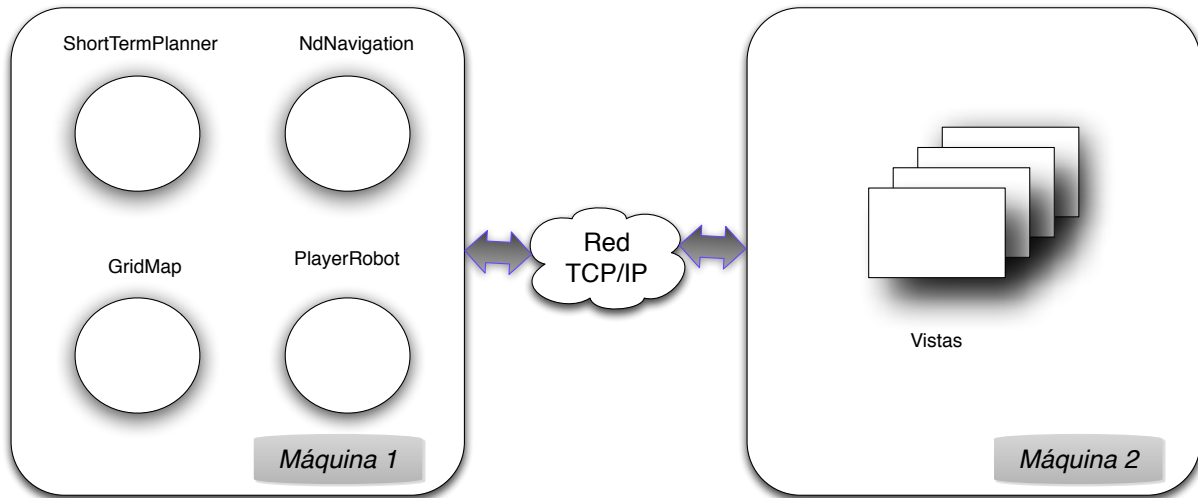 ShortTermPlanner
NdNavigation
GridMap
PlayerRobot
Máquina 1
Red
TCP/IP
Vistas
Máquina 2